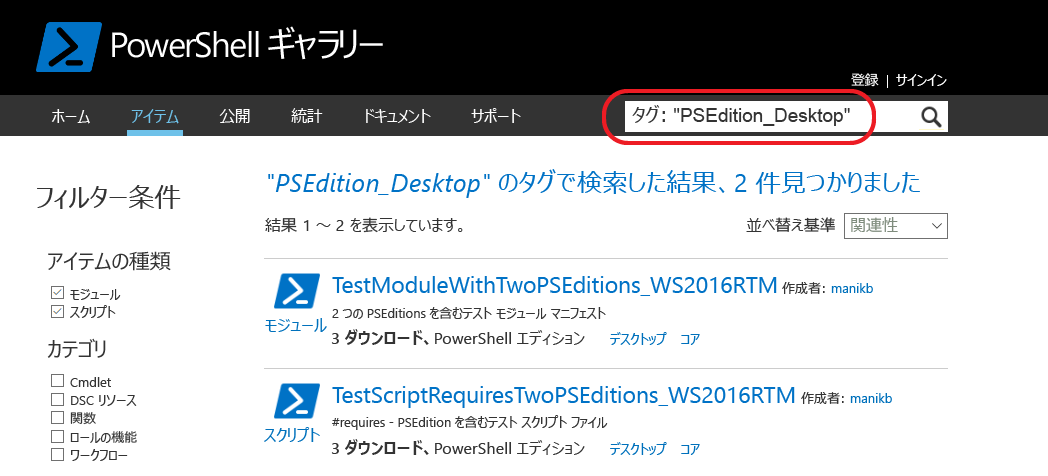 PowerShell ギャラリー
登録 | サインイン
ホーム アイテム 公開 統計 ドキュメント サポート タグ: "PSEdition_Desktop"
フィルター条件
アイテムの種類
モジュール
スクリプト
カテゴリ
Cmdlet
DSC リソース
関数
ロールの機能
ワークフロー
"PSEdition_Desktop" のタグで検索した結果、2 件見つかりました
結果 1 ～ 2 を表示しています。 並べ替え基準 関連性
TestModuleWithTwoPSEditions_WS2016RTM 作成者: manikb
モジュール
2 つの PSEditions を含むテスト モジュール マニフェスト
3 ダウンロード、PowerShell エディション デスクトップ コア
TestScriptRequiresTwoPSEditions_WS2016RTM 作成者: manikb
スクリプト
#requires - PSEdition を含むテスト スクリプト ファイル
3 ダウンロード、PowerShell エディション デスクトップ コア